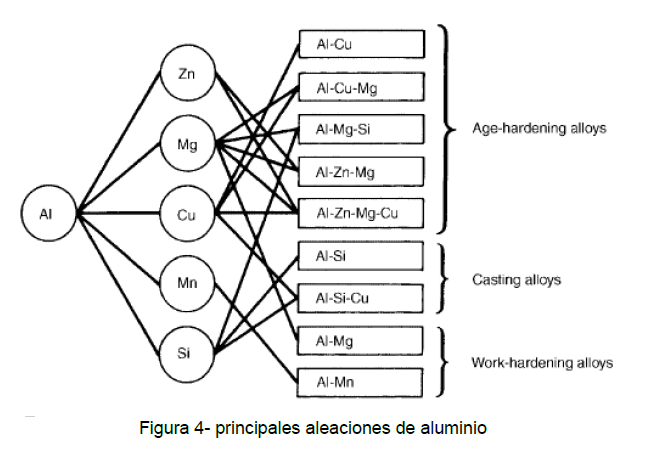 Al
Zn
Mg
Cu
Mn
Si
Al-Cu
Al-Cu-Mg
Al-Mg-Si
Al-Zn-Mg
Al-Zn-Mg-Cu
Al-Si
Al-Si-Cu
Al-Mg
Al-Mn
Age-hardening alloys
Casting alloys
Work-hardening alloys
Figura 4- principales aleaciones de aluminio